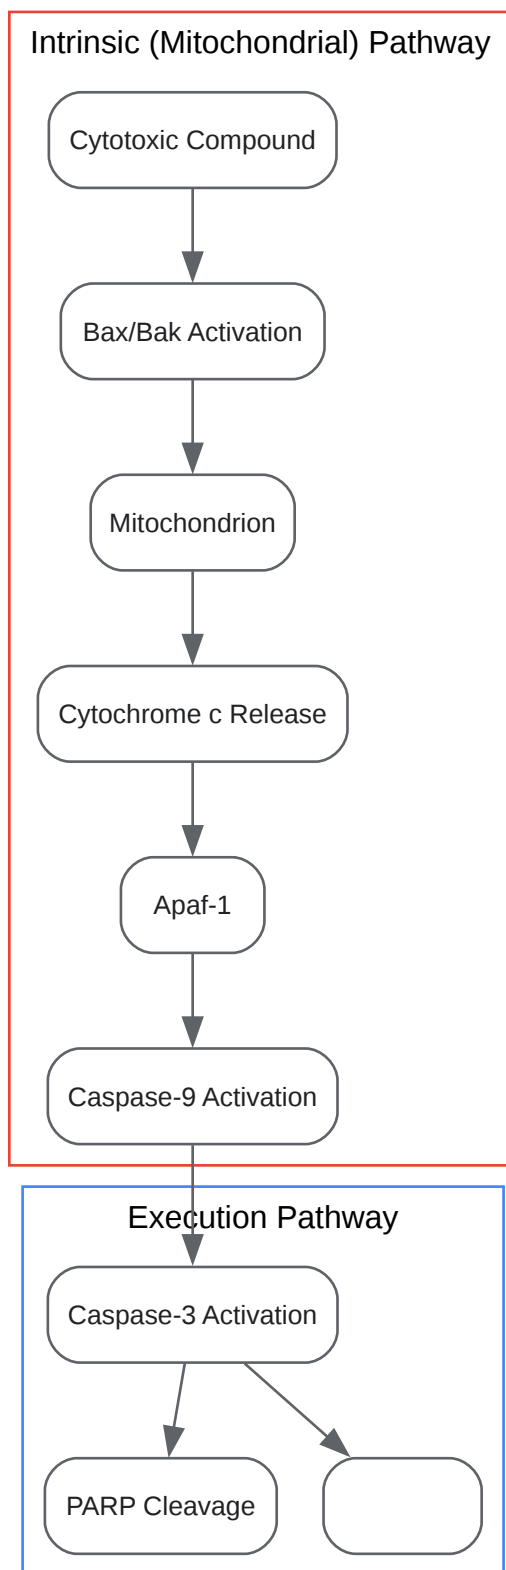 Intrinsic (Mitochondrial) Pathway
Cytotoxic Compound
Bax/Bak Activation
Mitochondrion
Cytochrome c Release
Apaf-1
Caspase-9 Activation
Execution Pathway
Caspase-3 Activation
PARP Cleavage